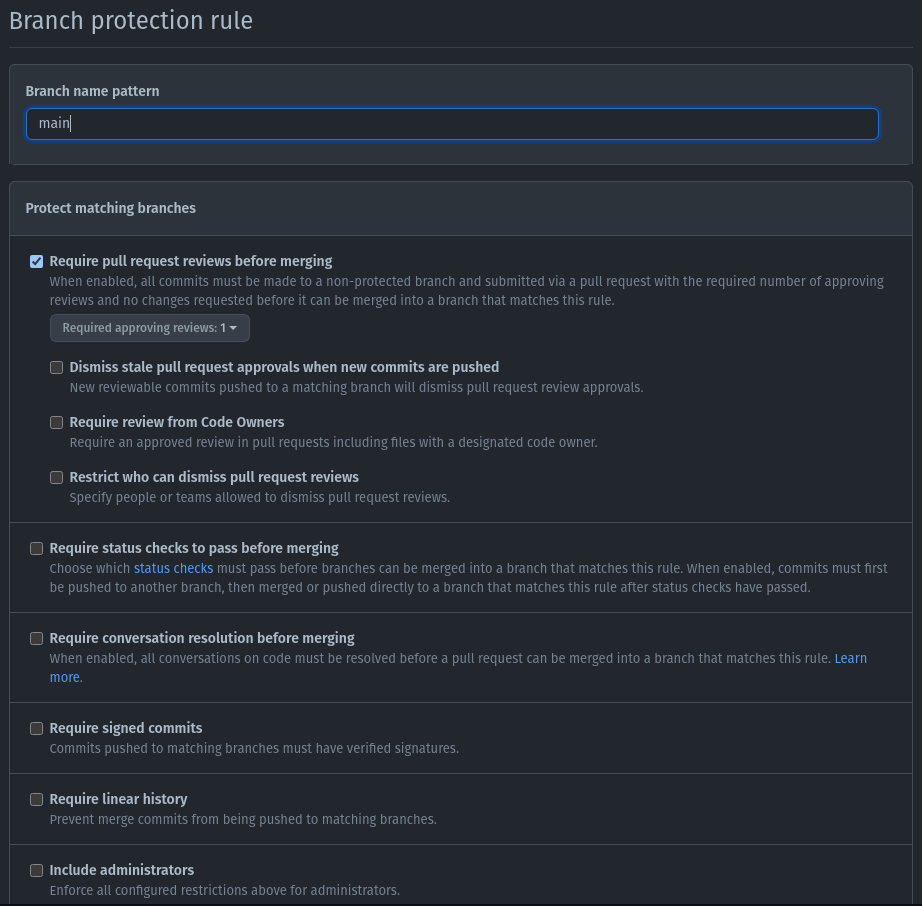 Branch protection rule
Branch name pattern
main
Protect matching branches
Require pull request reviews before merging
When enabled, all commits must be made to a non-protected branch and submitted via a pull request with the required number of approving
reviews and no changes requested before it can be merged into a branch that matches this rule.
Required approving reviews: 1
Dismiss stale pull request approvals when new commits are pushed
New reviewable commits pushed to a matching branch will dismiss pull request review approvals.
Require review from Code Owners
Require an approved review in pull requests including files with a designated code owner.
Restrict who can dismiss pull request reviews
Specify people or teams allowed to dismiss pull request reviews.
Require status checks to pass before merging
Choose which status checks must pass before branches can be merged into a branch that matches this rule. When enabled, commits must first
be pushed to another branch, then merged or pushed directly to a branch that matches this rule after status checks have passed.
Require conversation resolution before merging
When enabled, all conversations on code must be resolved before a pull request can be merged into a branch that matches this rule. Learn
more.
Require signed commits
Commits pushed to matching branches must have verified signatures.
Require linear history
Prevent merge commits from being pushed to matching branches.
Include administrators
Enforce all configured restrictions above for administrators.